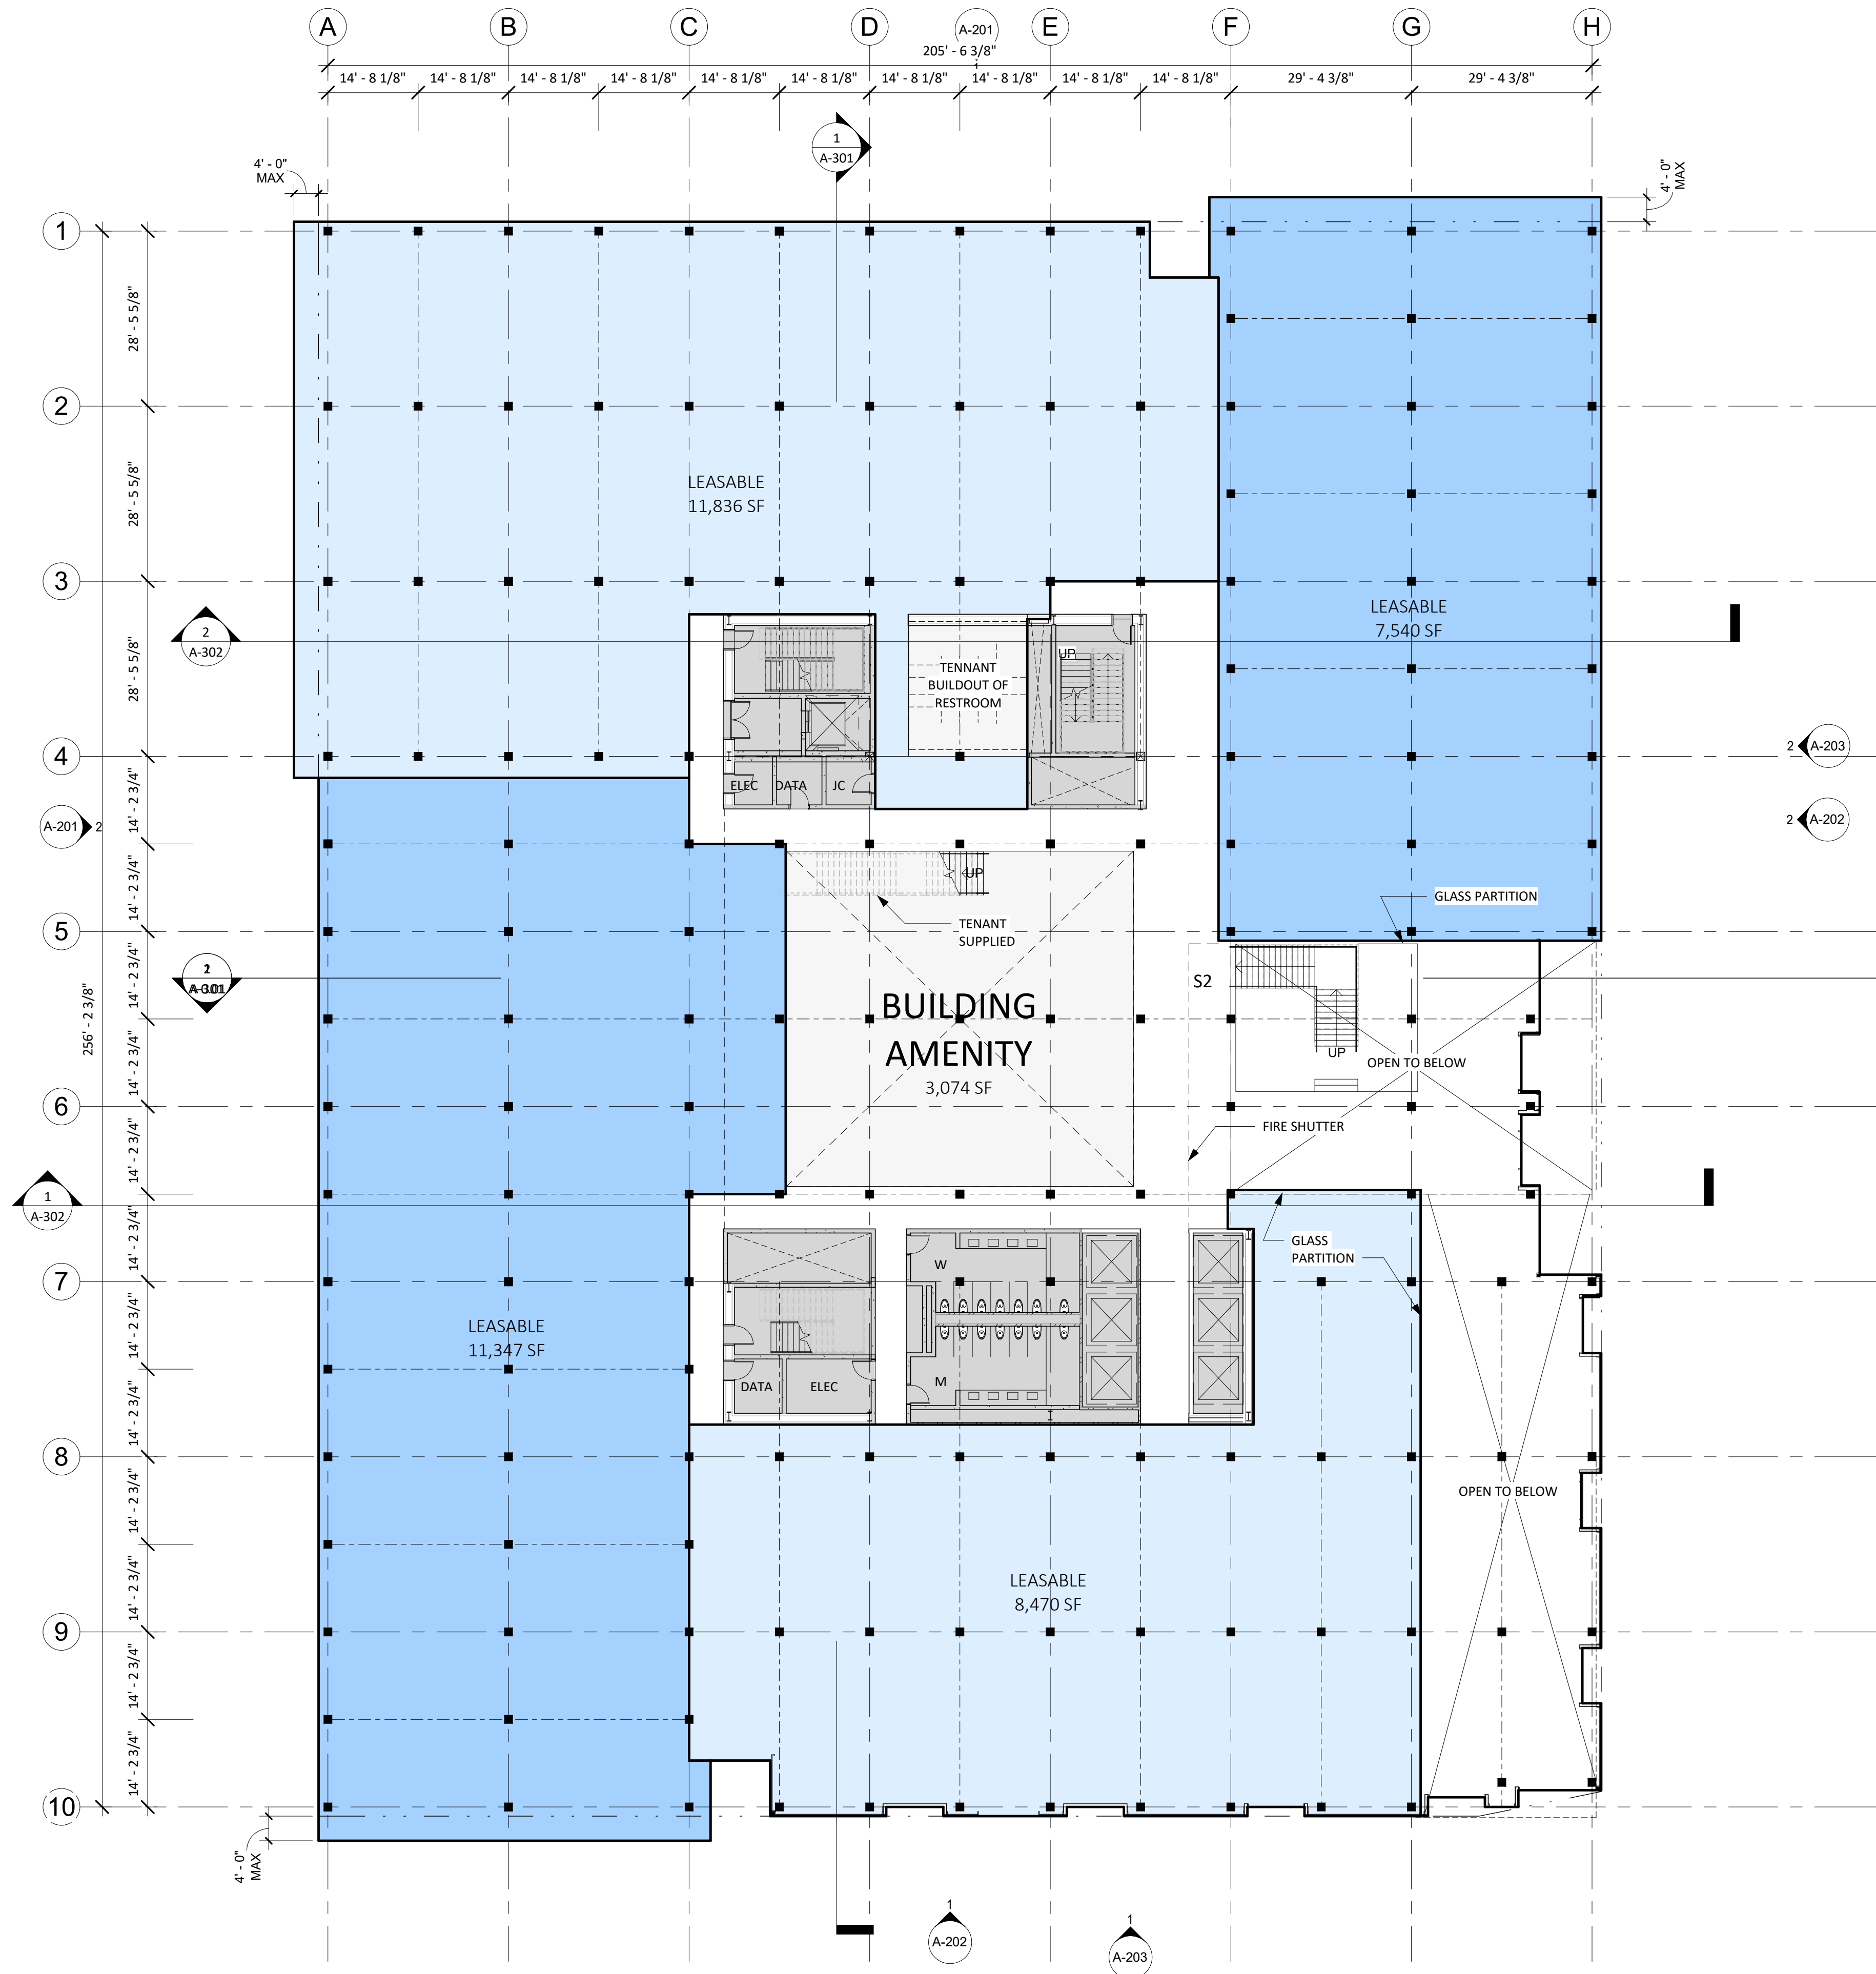 A
B
C
D
A-201
E
F
G
H
205' - 6 3/8"
1
14' - 8 1/8"
14' - 8 1/8"
14' - 8 1/8"
14' - 8 1/8"
14' - 8 1/8"
14' - 8 1/8"
14' - 8 1/8"
14' - 8 1/8"
14' - 8 1/8"
14' - 8 1/8"
29' - 4 3/8"
29' - 4 3/8"
1
A-301
4' - 0"
MAX
4' - 0"
MAX
1
28' - 5 5/8"
2
28' - 5 5/8"
LEASABLE
11,836 SF
3
LEASABLE
7,540 SF
2
A-302
28' - 5 5/8"
TENNANT
BUILDOUT OF
RESTROOM
UP
4
2
A-203
ELEC
DATA
JC
14' - 2 3/4"
A-201
2
2
A-202
14' - 2 3/4"
UP
GLASS PARTITION
TENANT
SUPPLIED
5
14' - 2 3/4"
S2
A-301
256' - 2 3/8"
BUILDING
AMENITY
3,074 SF
14' - 2 3/4"
UP
OPEN TO BELOW
6
FIRE SHUTTER
14' - 2 3/4"
1
A-302
14' - 2 3/4"
GLASS
PARTITION
W
7
14' - 2 3/4"
LEASABLE
11,347 SF
DATA
ELEC
M
14' - 2 3/4"
8
OPEN TO BELOW
14' - 2 3/4"
LEASABLE
8,470 SF
14' - 2 3/4"
9
14' - 2 3/4"
14' - 2 3/4"
10
4' - 0"
MAX
1
A-202
1
A-203